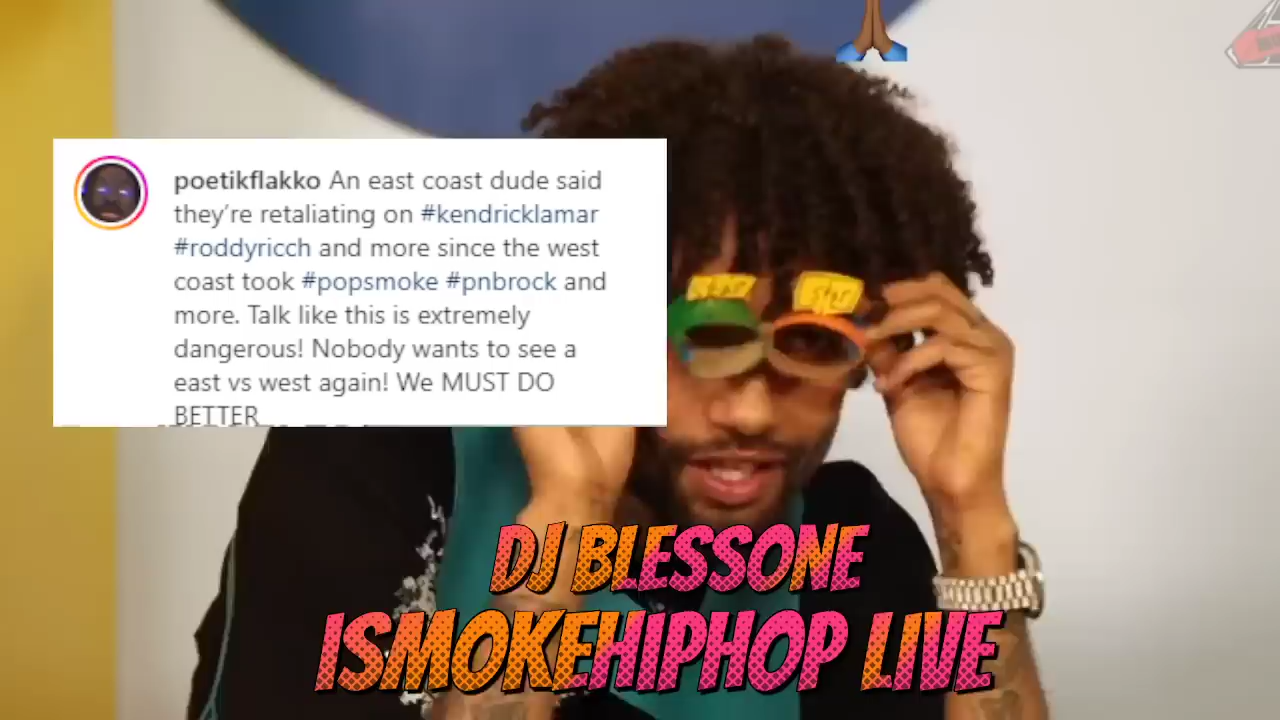 poetikflakko An east coast dude said
they’re retaliating on #kendricklamar
#roddyricch and more since the west
coast took #popsmoke #pnbrock and
more. Talk like this is extremely
dangerous! Nobody wants to see a
east vs west again! We MUST DO
BETTER
DJ BLESSONE
ISMOKEHIPHOP LIVE